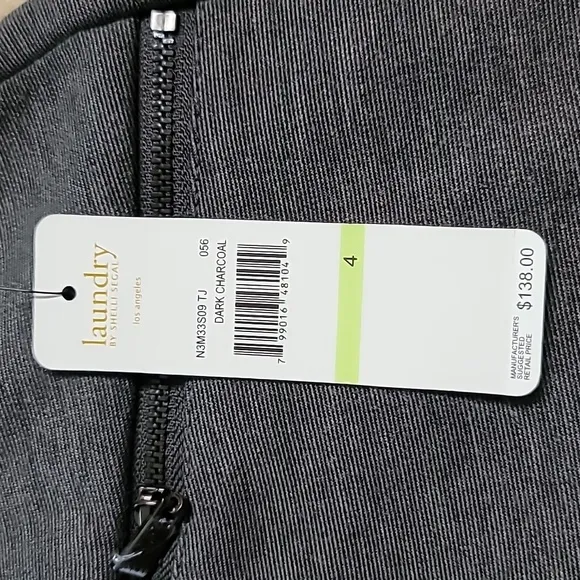 laundry
BY SHELLI SEGAL
los angeles
N3M33S09 TJ 056
DARK CHARCOAL
7 99016 48104 9
4
MANUFACTURER'S
SUGGESTED
RETAIL PRICE
$138.00